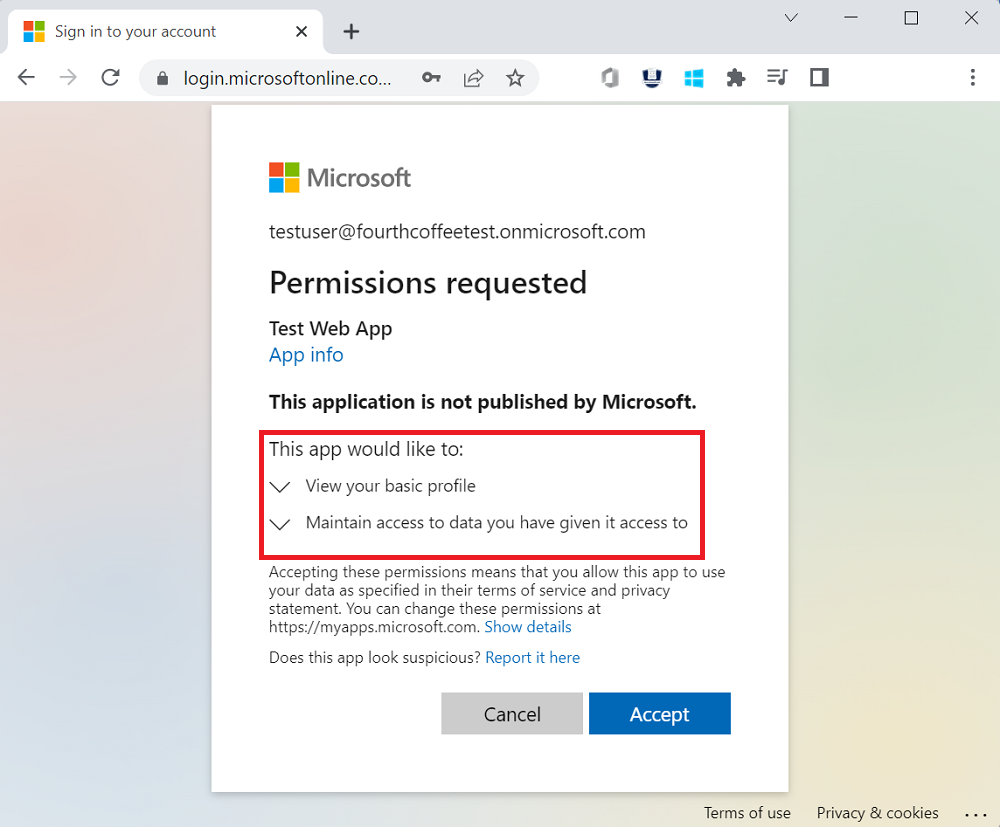 Sign in to your account
login.microsoftonline.co...
Microsoft
testuser@fourthcoffeetest.onmicrosoft.com
Permissions requested
Test Web App
App info
This application is not published by Microsoft.
This app would like to:
View your basic profile
Maintain access to data you have given it access to
Accepting these permissions means that you allow this app to use
your data as specified in their terms of service and privacy
statement. You can change these permissions at
https://myapps.microsoft.com. Show details
Does this app look suspicious? Report it here
Cancel Accept
Terms of use Privacy & cookies ...